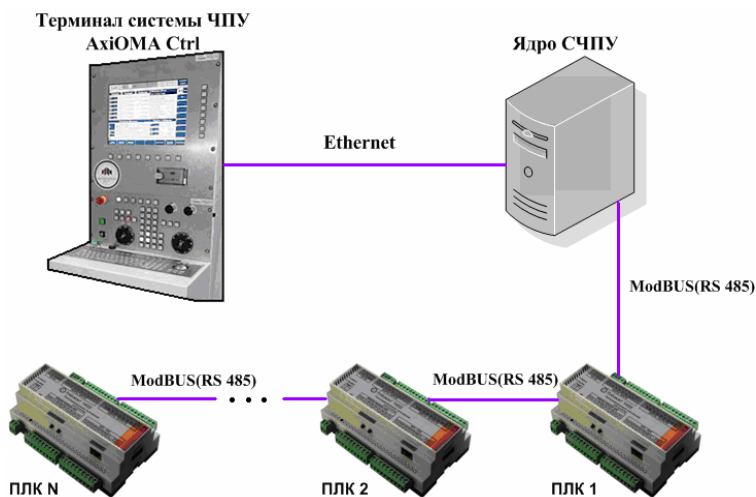 Терминал системы ЧПУ
AxiOMA Ctrl
Ядро СЧПУ
Ethernet
ModBUS(RS 485)
ModBUS(RS 485)
ModBUS(RS 485)
ПЛК N
ПЛК 2
ПЛК 1